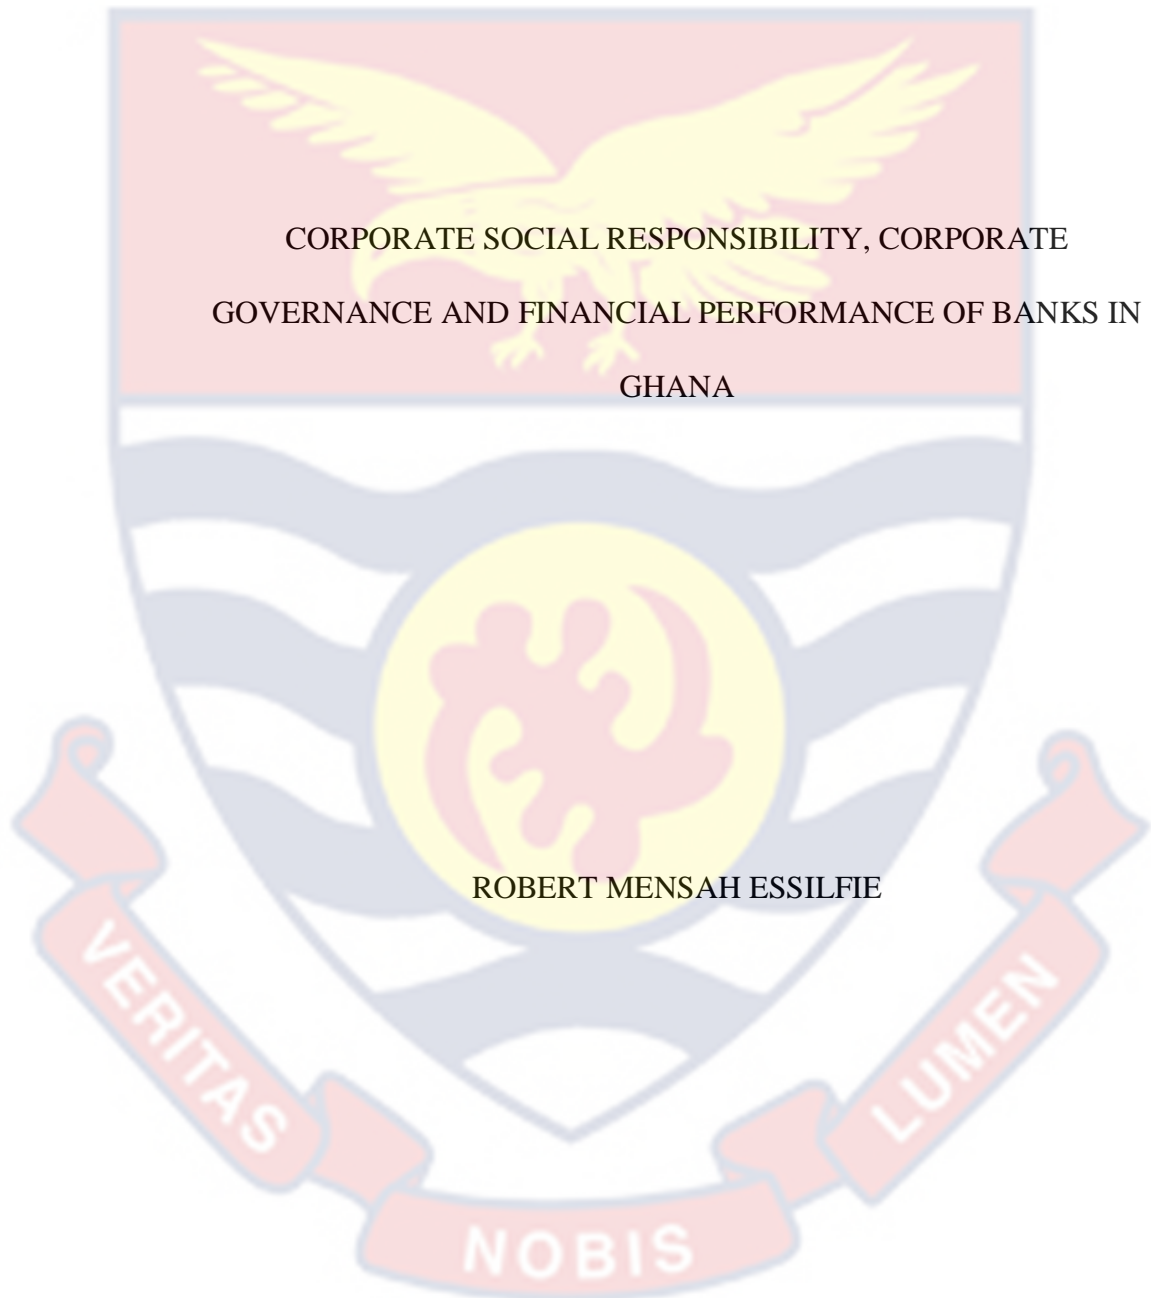 CORPORATE SOCIAL RESPONSIBILITY, CORPORATE
GOVERNANCE AND FINANCIAL PERFORMANCE OF BANKS IN
GHANA
ROBERT MENSAH ESSILFIE
VERITAS
NOBIS
LUMEN